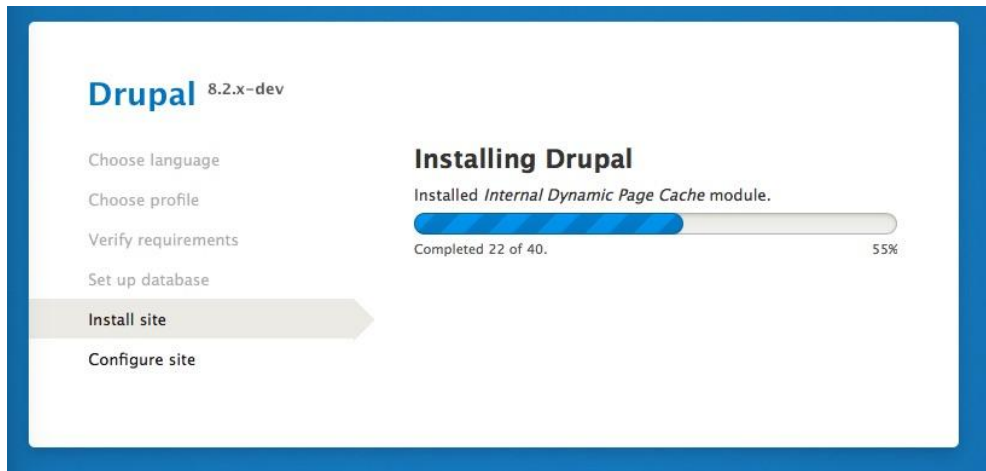 Drupal 8.2.x-dev
Choose language
Choose profile
Verify requirements
Set up database
Install site
Configure site
Installing Drupal
Installed Internal Dynamic Page Cache module.
Completed 22 of 40. 55%